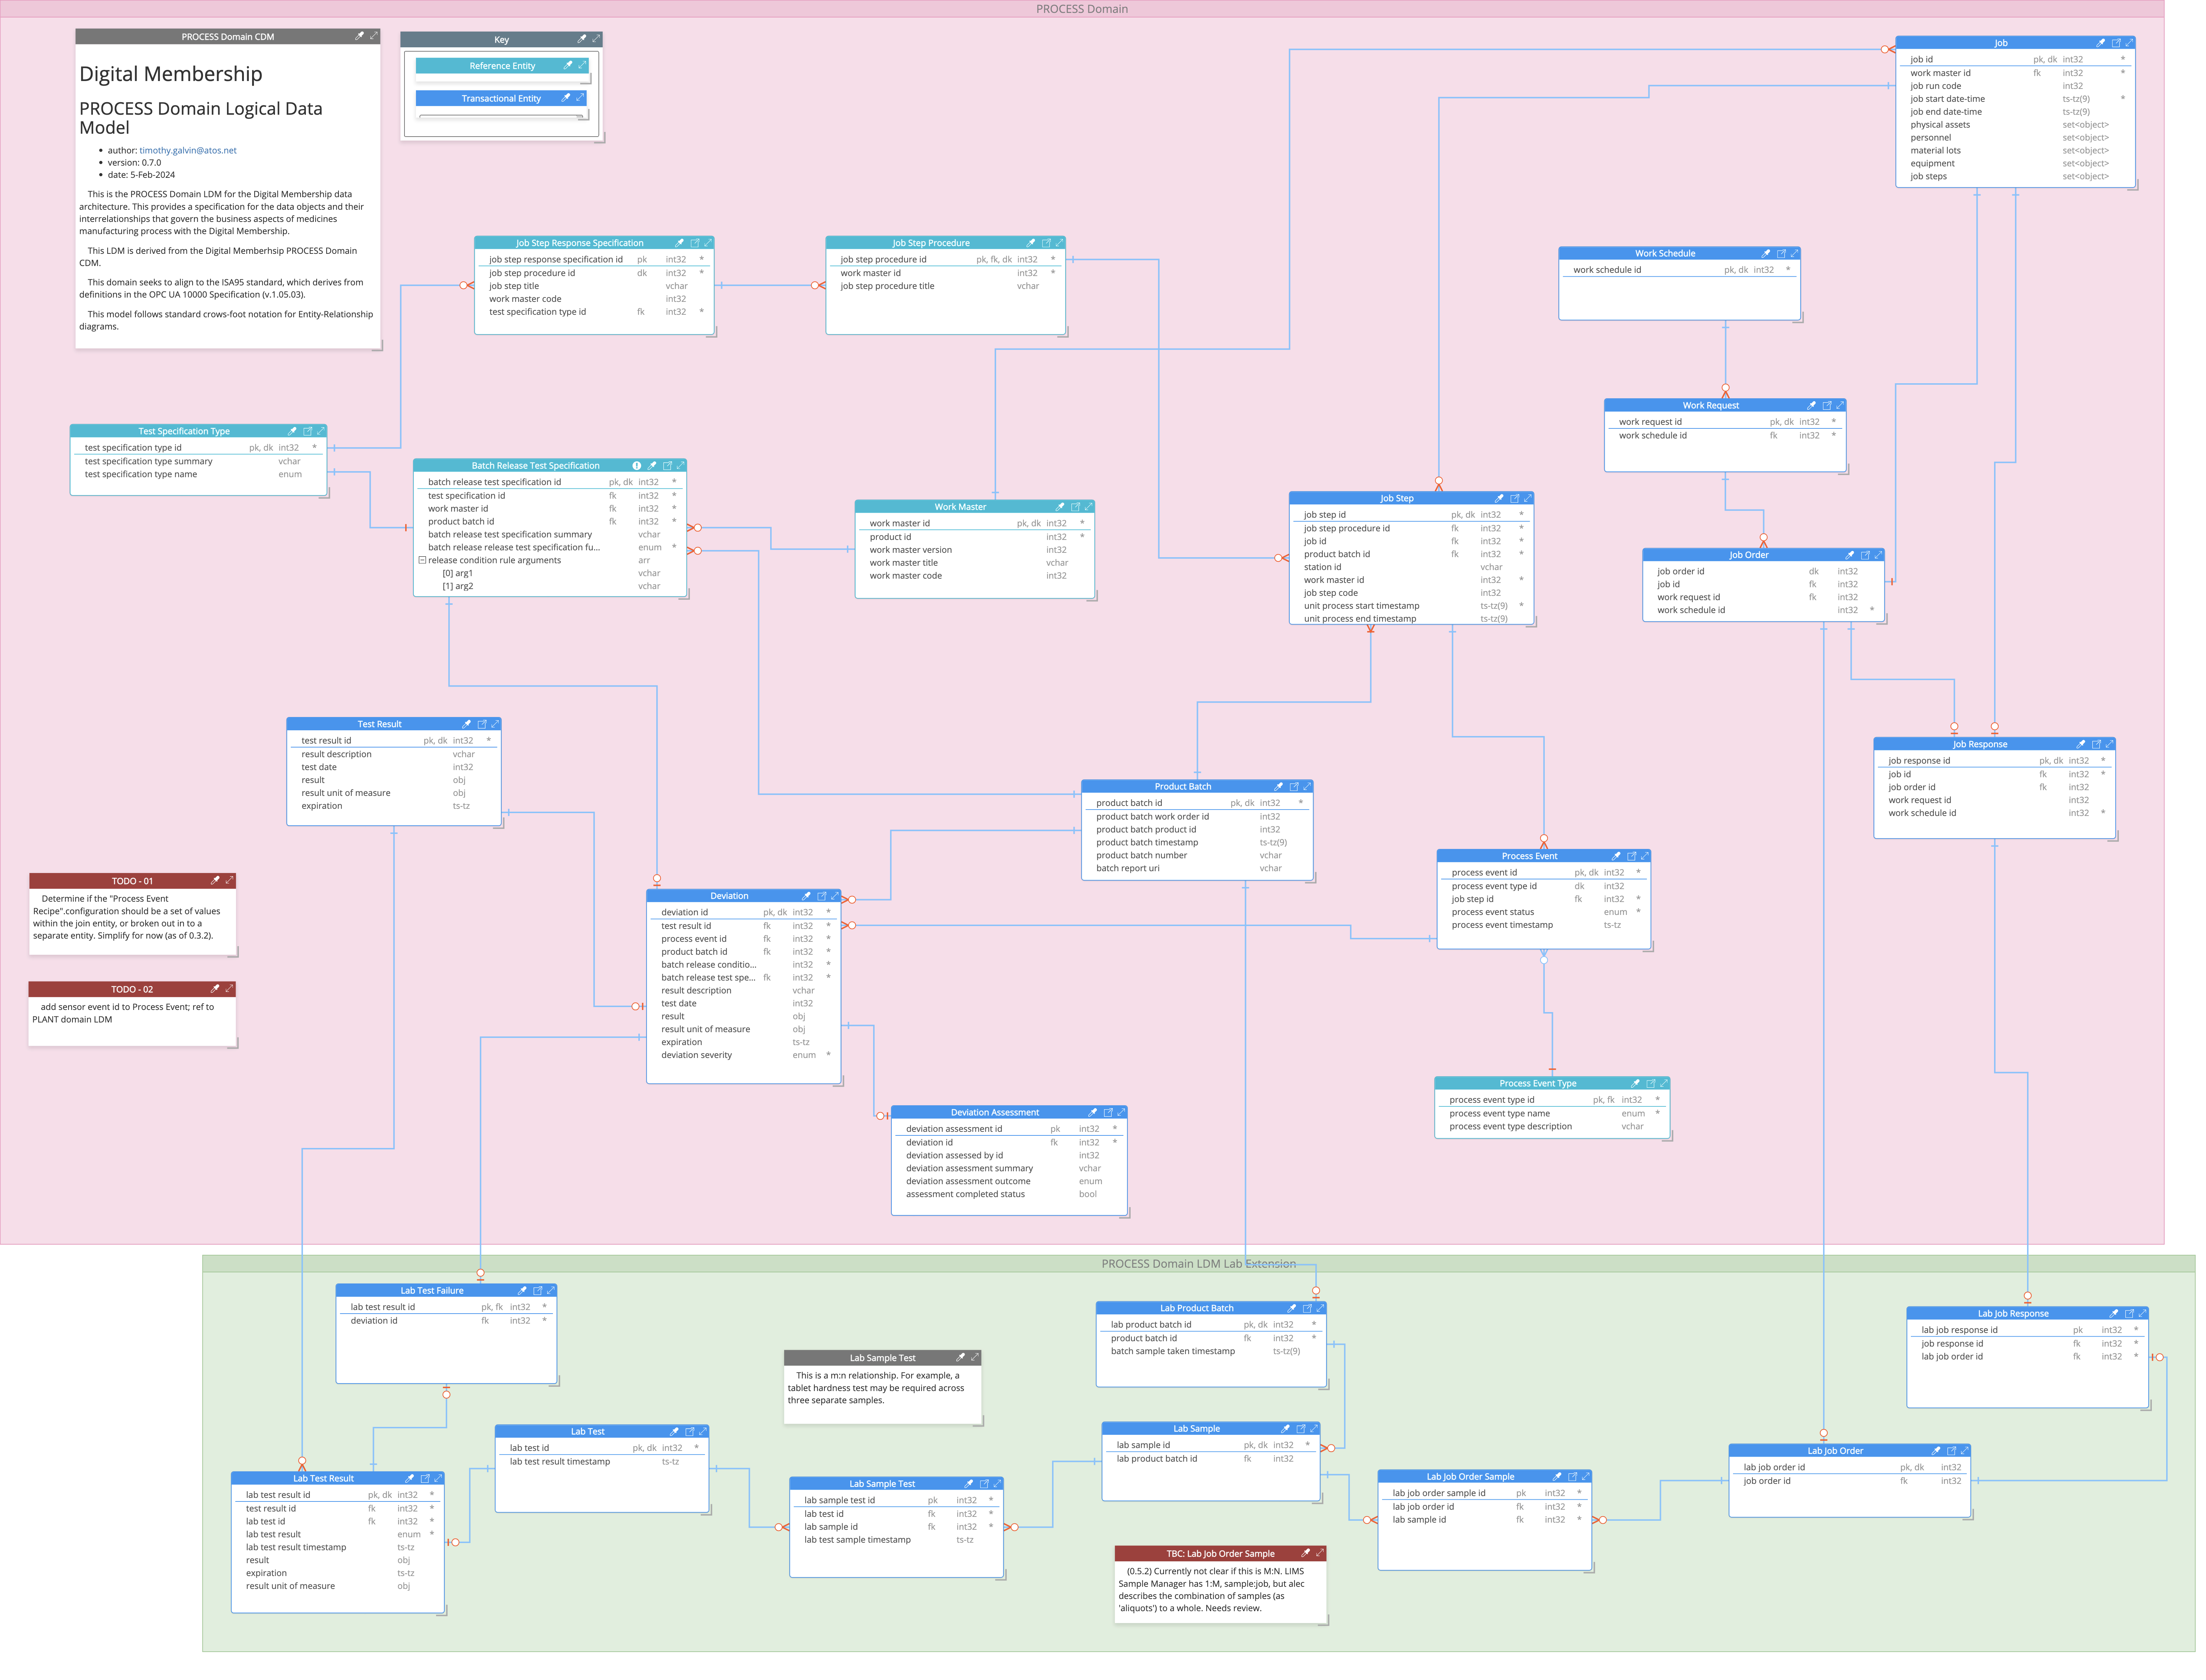 PROCESS Domain
PROCESS Domain CDM
Digital Membership
PROCESS Domain Logical Data
Model
• author: timothy.galvin@atos.net
• version: 0.7.0
• date: 5-Feb-2024
This is the PROCESS Domain LDM for the Digital Membership data
architecture. This provides a specification for the data objects and their
interrelationships that govern the business aspects of medicines
manufacturing process with the Digital Membership.
This LDM is derived from the Digital Memberhsip PROCESS Domain
CDM.
This domain seeks to align to the ISA95 standard, which derives from
definitions in the OPC UA 10000 Specification (v.1.05.03).
This model follows standard crows-foot notation for Entity-Relationship
diagrams.
Key
Reference Entity
Transactional Entity
Job
job id pk, dk int32 *
work master id fk int32 *
job run code int32
job start date-time ts-tz(9) *
job end date-time ts-tz(9)
physical assets set<object>
personnel set<object>
material lots set<object>
equipment set<object>
job steps set<object>
Job Step Response Specification
job step response specification id pk int32 *
job step procedure id dk int32 *
job step title vchar
work master code int32
test specification type id fk int32 *
Job Step Procedure
job step procedure id pk, fk, dk int32 *
work master id int32 *
job step procedure title vchar
Work Schedule
work schedule id pk, dk int32 *
Work Request
work request id pk, dk int32 *
work schedule id fk int32 *
Test Specification Type
test specification type id pk, dk int32 *
test specification type summary vchar
test specification type name enum
Batch Release Test Specification
batch release test specification id pk, dk int32 *
test specification id fk int32 *
work master id fk int32 *
product batch id fk int32 *
batch release test specification summary vchar
batch release release test specification fu... enum *
release condition rule arguments arr
[0] arg1 vchar
[1] arg2 vchar
Work Master
work master id pk, dk int32 *
product id int32 *
work master version int32
work master title vchar
work master code int32
Job Step
job step id pk, dk int32 *
job step procedure id fk int32 *
job id fk int32 *
product batch id fk int32 *
station id vchar
work master id int32 *
job step code int32
unit process start timestamp ts-tz(9) *
unit process end timestamp ts-tz(9)
Job Order
job order id dk int32
job id fk int32
work request id fk int32
work schedule id int32 *
Test Result
test result id pk, dk int32 *
result description vchar
test date int32
result obj
result unit of measure obj
expiration ts-tz
Product Batch
product batch id pk, dk int32 *
product batch work order id int32
product batch product id int32
product batch timestamp ts-tz(9)
product batch number vchar
batch report uri vchar
Job Response
job response id pk, dk int32 *
job id fk int32 *
job order id fk int32
work request id int32
work schedule id int32 *
Process Event
process event id pk, dk int32 *
process event type id dk int32
job step id fk int32 *
process event status enum *
process event timestamp ts-tz
TODO - 01
Determine if the "Process Event
Recipe".configuration should be a set of values
within the join entity, or broken out in to a
separate entity. Simplify for now (as of 0.3.2).
TODO - 02
add sensor event id to Process Event; ref to
PLANT domain LDM
Deviation
deviation id pk, dk int32 *
test result id fk int32 *
process event id fk int32 *
product batch id fk int32 *
batch release conditio... int32 *
batch release test spe... fk int32 *
result description vchar
test date int32
result obj
result unit of measure obj
expiration ts-tz
deviation severity enum *
Process Event Type
process event type id pk, fk int32 *
process event type name enum *
process event type description vchar
Deviation Assessment
deviation assessment id pk int32 *
deviation id fk int32 *
deviation assessed by id int32
deviation assessment summary vchar
deviation assessment outcome enum
assessment completed status bool
PROCESS Domain LDM Lab Extension
Lab Test Failure
lab test result id pk, fk int32 *
deviation id fk int32 *
Lab Product Batch
lab product batch id pk, dk int32 *
product batch id fk int32 *
batch sample taken timestamp ts-tz(9)
Lab Job Response
lab job response id pk int32 *
job response id fk int32 *
lab job order id fk int32 *
Lab Sample Test
This is a m:n relationship. For example, a
tablet hardness test may be required across
three separate samples.
Lab Test
lab test id pk, dk int32 *
lab test result timestamp ts-tz
Lab Sample
lab sample id pk, dk int32 *
lab product batch id fk int32
Lab Job Order
lab job order id pk, dk int32
job order id fk int32
Lab Test Result
lab test result id pk, dk int32 *
test result id fk int32 *
lab test id fk int32 *
lab test result enum *
lab test result timestamp ts-tz
result obj
expiration ts-tz
result unit of measure obj
Lab Sample Test
lab sample test id pk int32 *
lab test id fk int32 *
lab sample id fk int32 *
lab test sample timestamp ts-tz
Lab Job Order Sample
lab job order sample id pk int32 *
lab job order id fk int32 *
lab sample id fk int32 *
TBC: Lab Job Order Sample
(0.5.2) Currently not clear if this is M:N. LIMS
Sample Manager has 1:M, sample:job, but alec
describes the combination of samples (as
'aliquots') to a whole. Needs review.